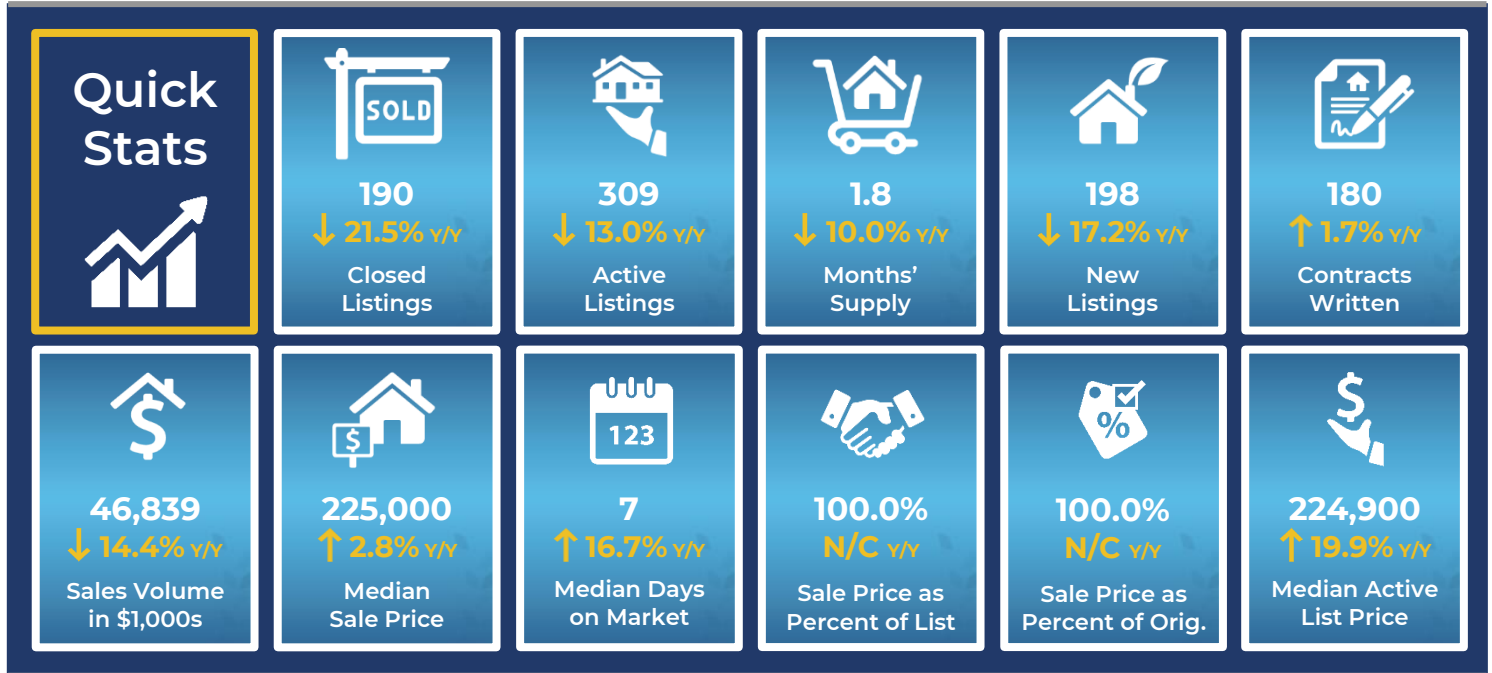 Quick
Stats
SOLD
190
↓ 21.5% Y/Y
Closed
Listings
309
↓ 13.0% Y/Y
Active
Listings
1.8
↓ 10.0% Y/Y
Months’
Supply
198
↓ 17.2% Y/Y
New
Listings
180
↑ 1.7% Y/Y
Contracts
Written
$
46,839
↓ 14.4% Y/Y
Sales Volume
in $1,000s
$
225,000
↑ 2.8% Y/Y
Median
Sale Price
123
7
↑ 16.7% Y/Y
Median Days
on Market
100.0%
N/C Y/Y
Sale Price as
Percent of List
%
100.0%
N/C Y/Y
Sale Price as
Percent of Orig.
$
224,900
↑ 19.9% Y/Y
Median Active
List Price